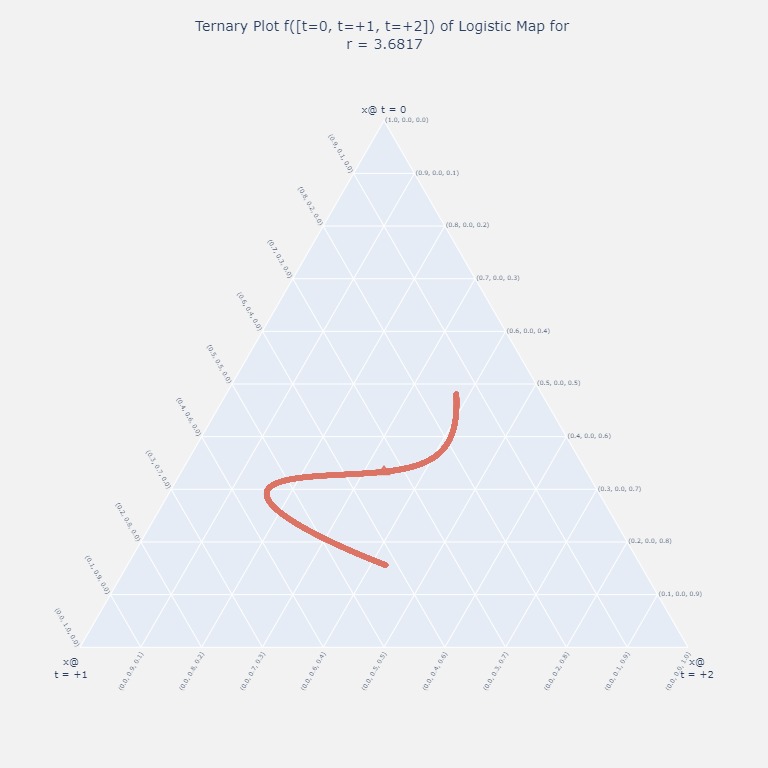 Ternary Plot f([t=0, t=+1, t=+2]) of Logistic Map for
r = 3.6817
x@ t = 0
(1.0, 0.0, 0.0)
(0.9, 0.1, 0.0)
(0.9, 0.0, 0.1)
(0.8, 0.2, 0.0)
(0.8, 0.0, 0.2)
(0.7, 0.3, 0.0)
(0.7, 0.0, 0.3)
(0.6, 0.4, 0.0)
(0.6, 0.0, 0.4)
(0.5, 0.5, 0.0)
(0.5, 0.0, 0.5)
(0.4, 0.6, 0.0)
(0.4, 0.0, 0.6)
(0.3, 0.7, 0.0)
(0.3, 0.0, 0.7)
(0.2, 0.8, 0.0)
(0.2, 0.0, 0.8)
(0.1, 0.9, 0.0)
(0.1, 0.0, 0.9)
(0.0, 1.0, 0.0)
x@
t = +1
(0.0, 0.9, 0.1)
(0.0, 0.8, 0.2)
(0.0, 0.7, 0.3)
(0.0, 0.6, 0.4)
(0.0, 0.5, 0.5)
(0.0, 0.4, 0.6)
(0.0, 0.3, 0.7)
(0.0, 0.2, 0.8)
(0.0, 0.1, 0.9)
(0.0, 0.0, 1.0)
x@
t = +2